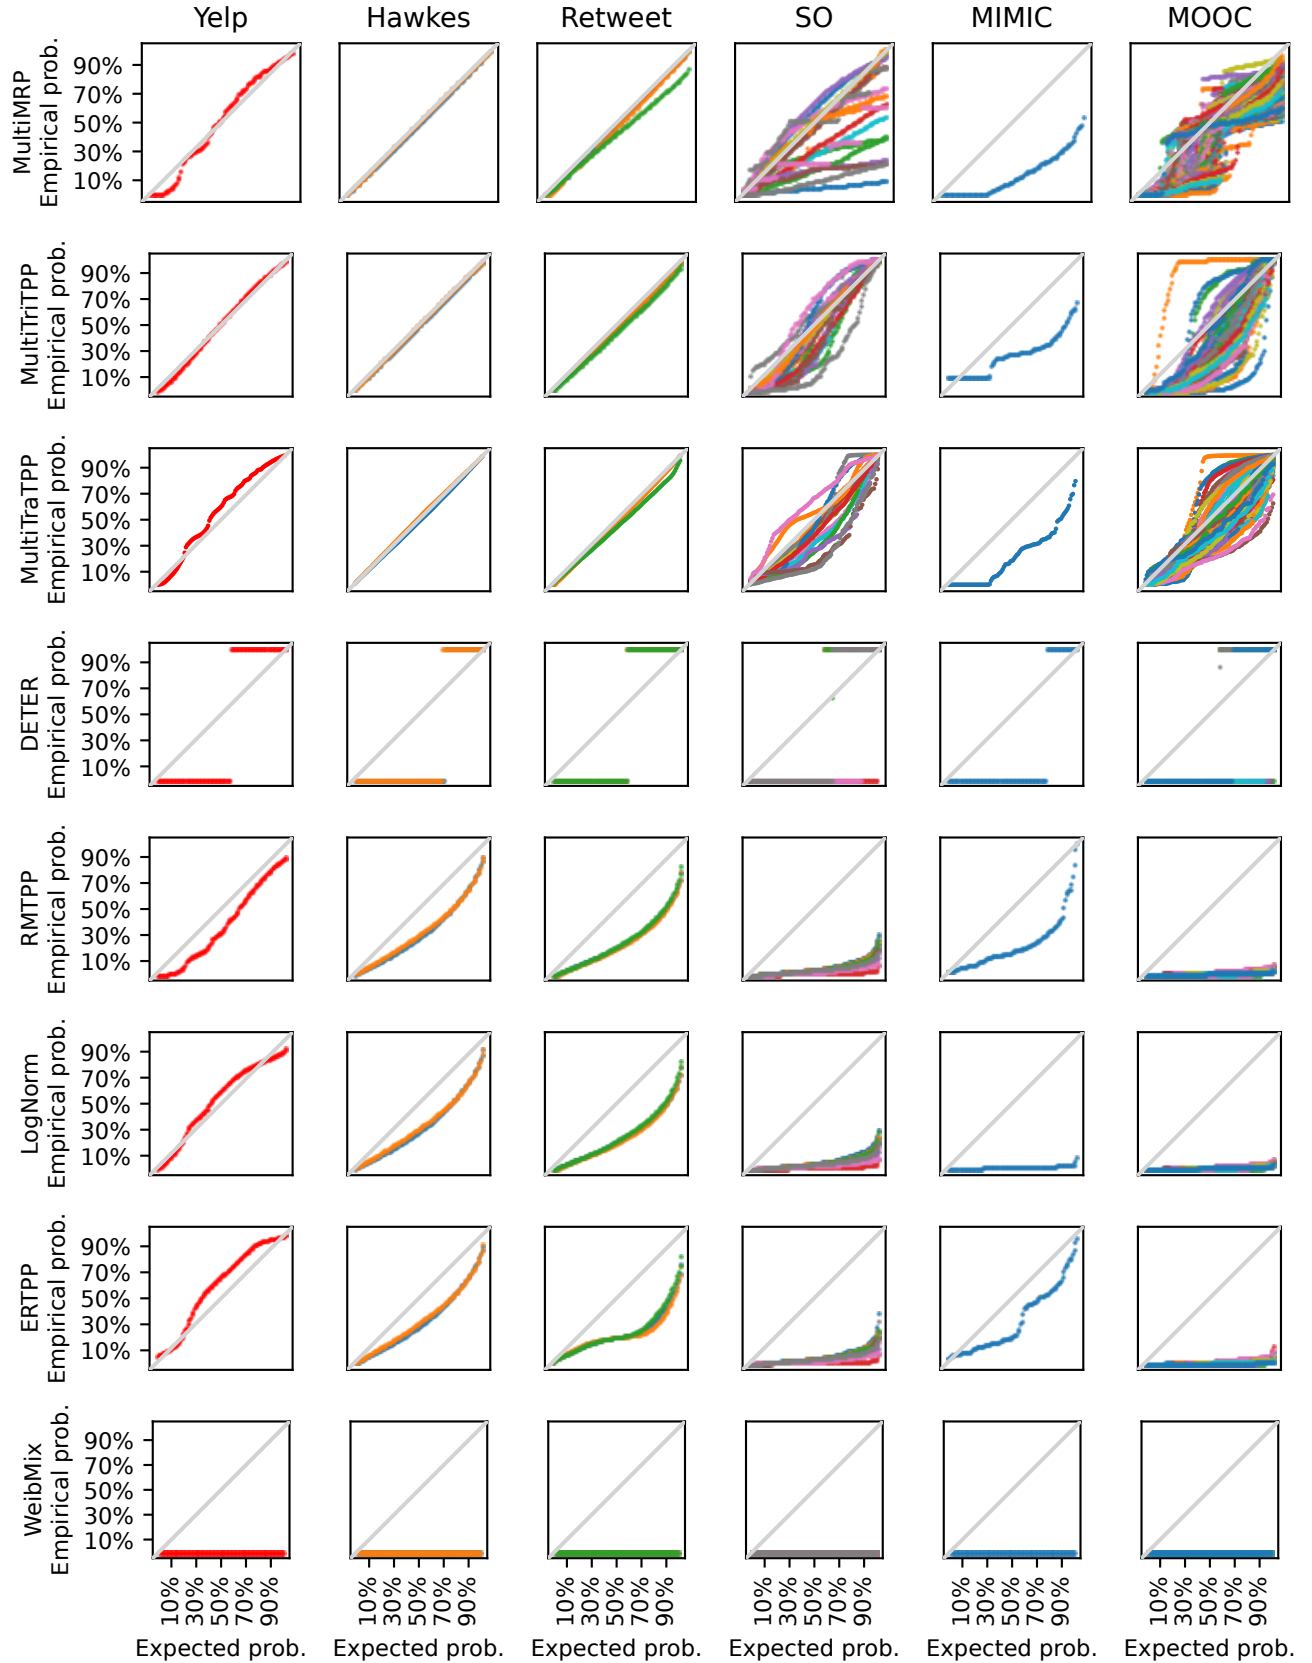 Yelp Hawkes Retweet SO MIMIC MOOC
MultiMRP
Empirical prob.
90%
70%
50%
30%
10%
MultiTriTPP
Empirical prob.
90%
70%
50%
30%
10%
MultiTraTPP
Empirical prob.
90%
70%
50%
30%
10%
DETER
Empirical prob.
90%
70%
50%
30%
10%
RMTPP
Empirical prob.
90%
70%
50%
30%
10%
LogNorm
Empirical prob.
90%
70%
50%
30%
10%
ERTPP
Empirical prob.
90%
70%
50%
30%
10%
WeibMix
Empirical prob.
90%
70%
50%
30%
10%
10% 30% 50% 70% 90% 10% 30% 50% 70% 90% 10% 30% 50% 70% 90% 10% 30% 50% 70% 90% 10% 30% 50% 70% 90% 10% 30% 50% 70% 90%
Expected prob. Expected prob. Expected prob. Expected prob. Expected prob. Expected prob.